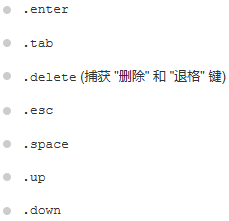 .enter
.tab
.delete (捕获 "删除" 和 "退格" 键)
.esc
.space
.up
.down